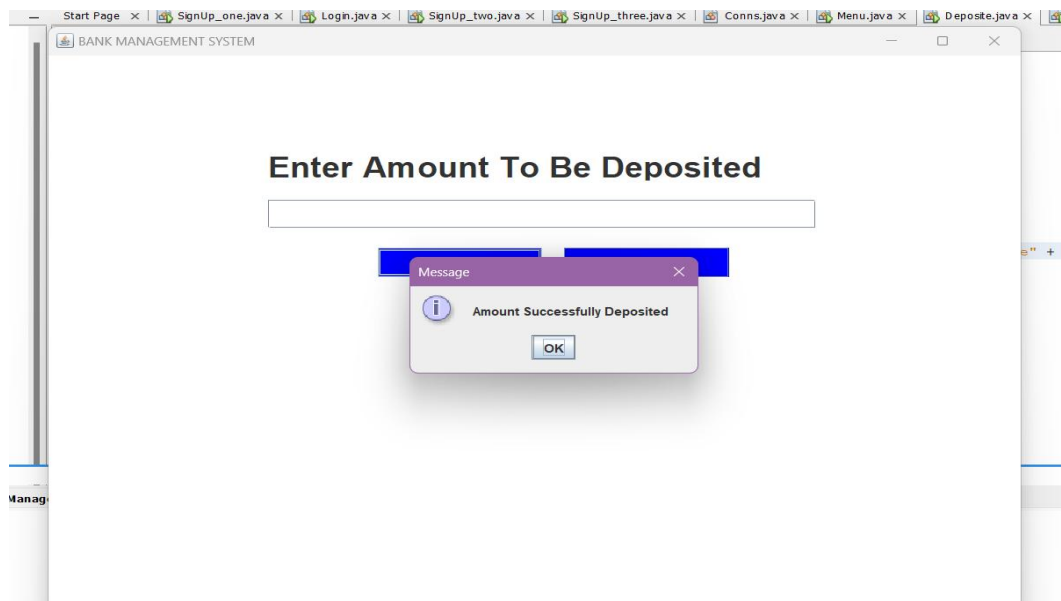 Start Page SignUp_one.java Login.java SignUp_two.java SignUp_three.java Conns.java Menu.java Deposite.java
BANK MANAGEMENT SYSTEM
Enter Amount To Be Deposited
e" +
Message
Amount Successfully Deposited
OK
Manag